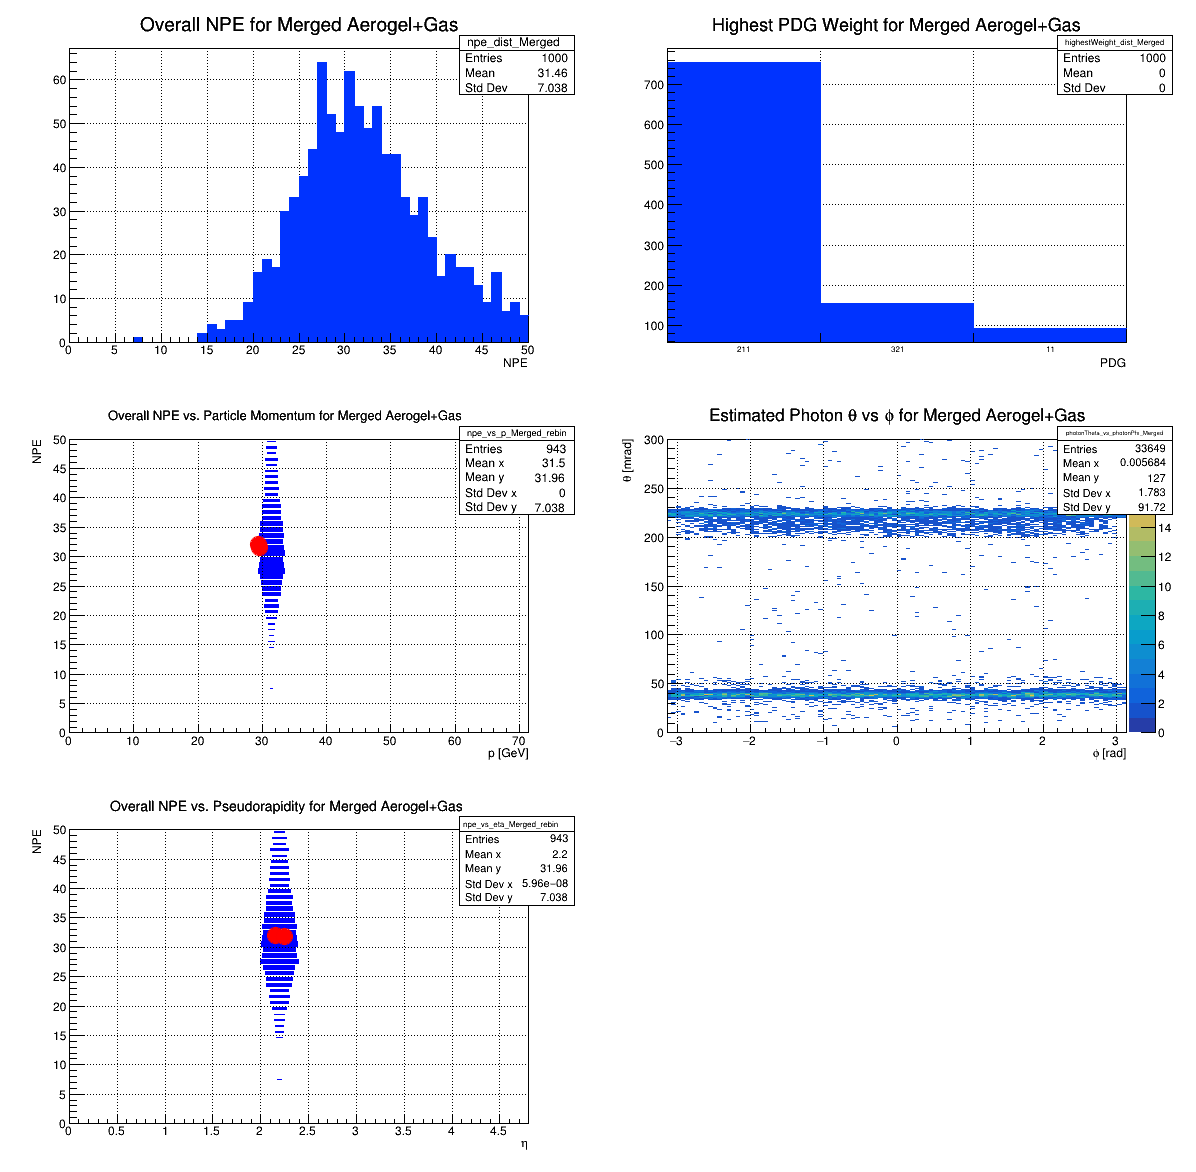 Overall NPE for Merged Aerogel+Gas
npe_dist_Merged
Entries 1000
Mean 31.46
Std Dev 7.038
60
50
40
30
20
10
0
0 5 10 15 20 25 30 35 40 45 50
NPE
Highest PDG Weight for Merged Aerogel+Gas
highestWeight_dist_Merged
Entries 1000
Mean 0
Std Dev 0
700
600
500
400
300
200
100
211 321 11
PDG
Overall NPE vs. Particle Momentum for Merged Aerogel+Gas
npe_vs_p_Merged_rebin
Entries 943
Mean x 31.5
Mean y 31.96
Std Dev x 0
Std Dev y 7.038
NPE
50
45
40
35
30
25
20
15
10
5
0
0 10 20 30 40 50 60 70
p [GeV]
Estimated Photon θ vs ϕ for Merged Aerogel+Gas
photonTheta_vs_photonPhi_Merged
Entries 33649
Mean x 0.005684
Mean y 127
Std Dev x 1.783
Std Dev y 91.72
θ [mrad]
300
250
200
150
100
50
0
−3 −2 −1 0 1 2 3
ϕ [rad]
14
12
10
8
6
4
2
0
Overall NPE vs. Pseudorapidity for Merged Aerogel+Gas
npe_vs_eta_Merged_rebin
Entries 943
Mean x 2.2
Mean y 31.96
Std Dev x 5.96e−08
Std Dev y 7.038
NPE
50
45
40
35
30
25
20
15
10
5
0
0 0.5 1 1.5 2 2.5 3 3.5 4 4.5
η